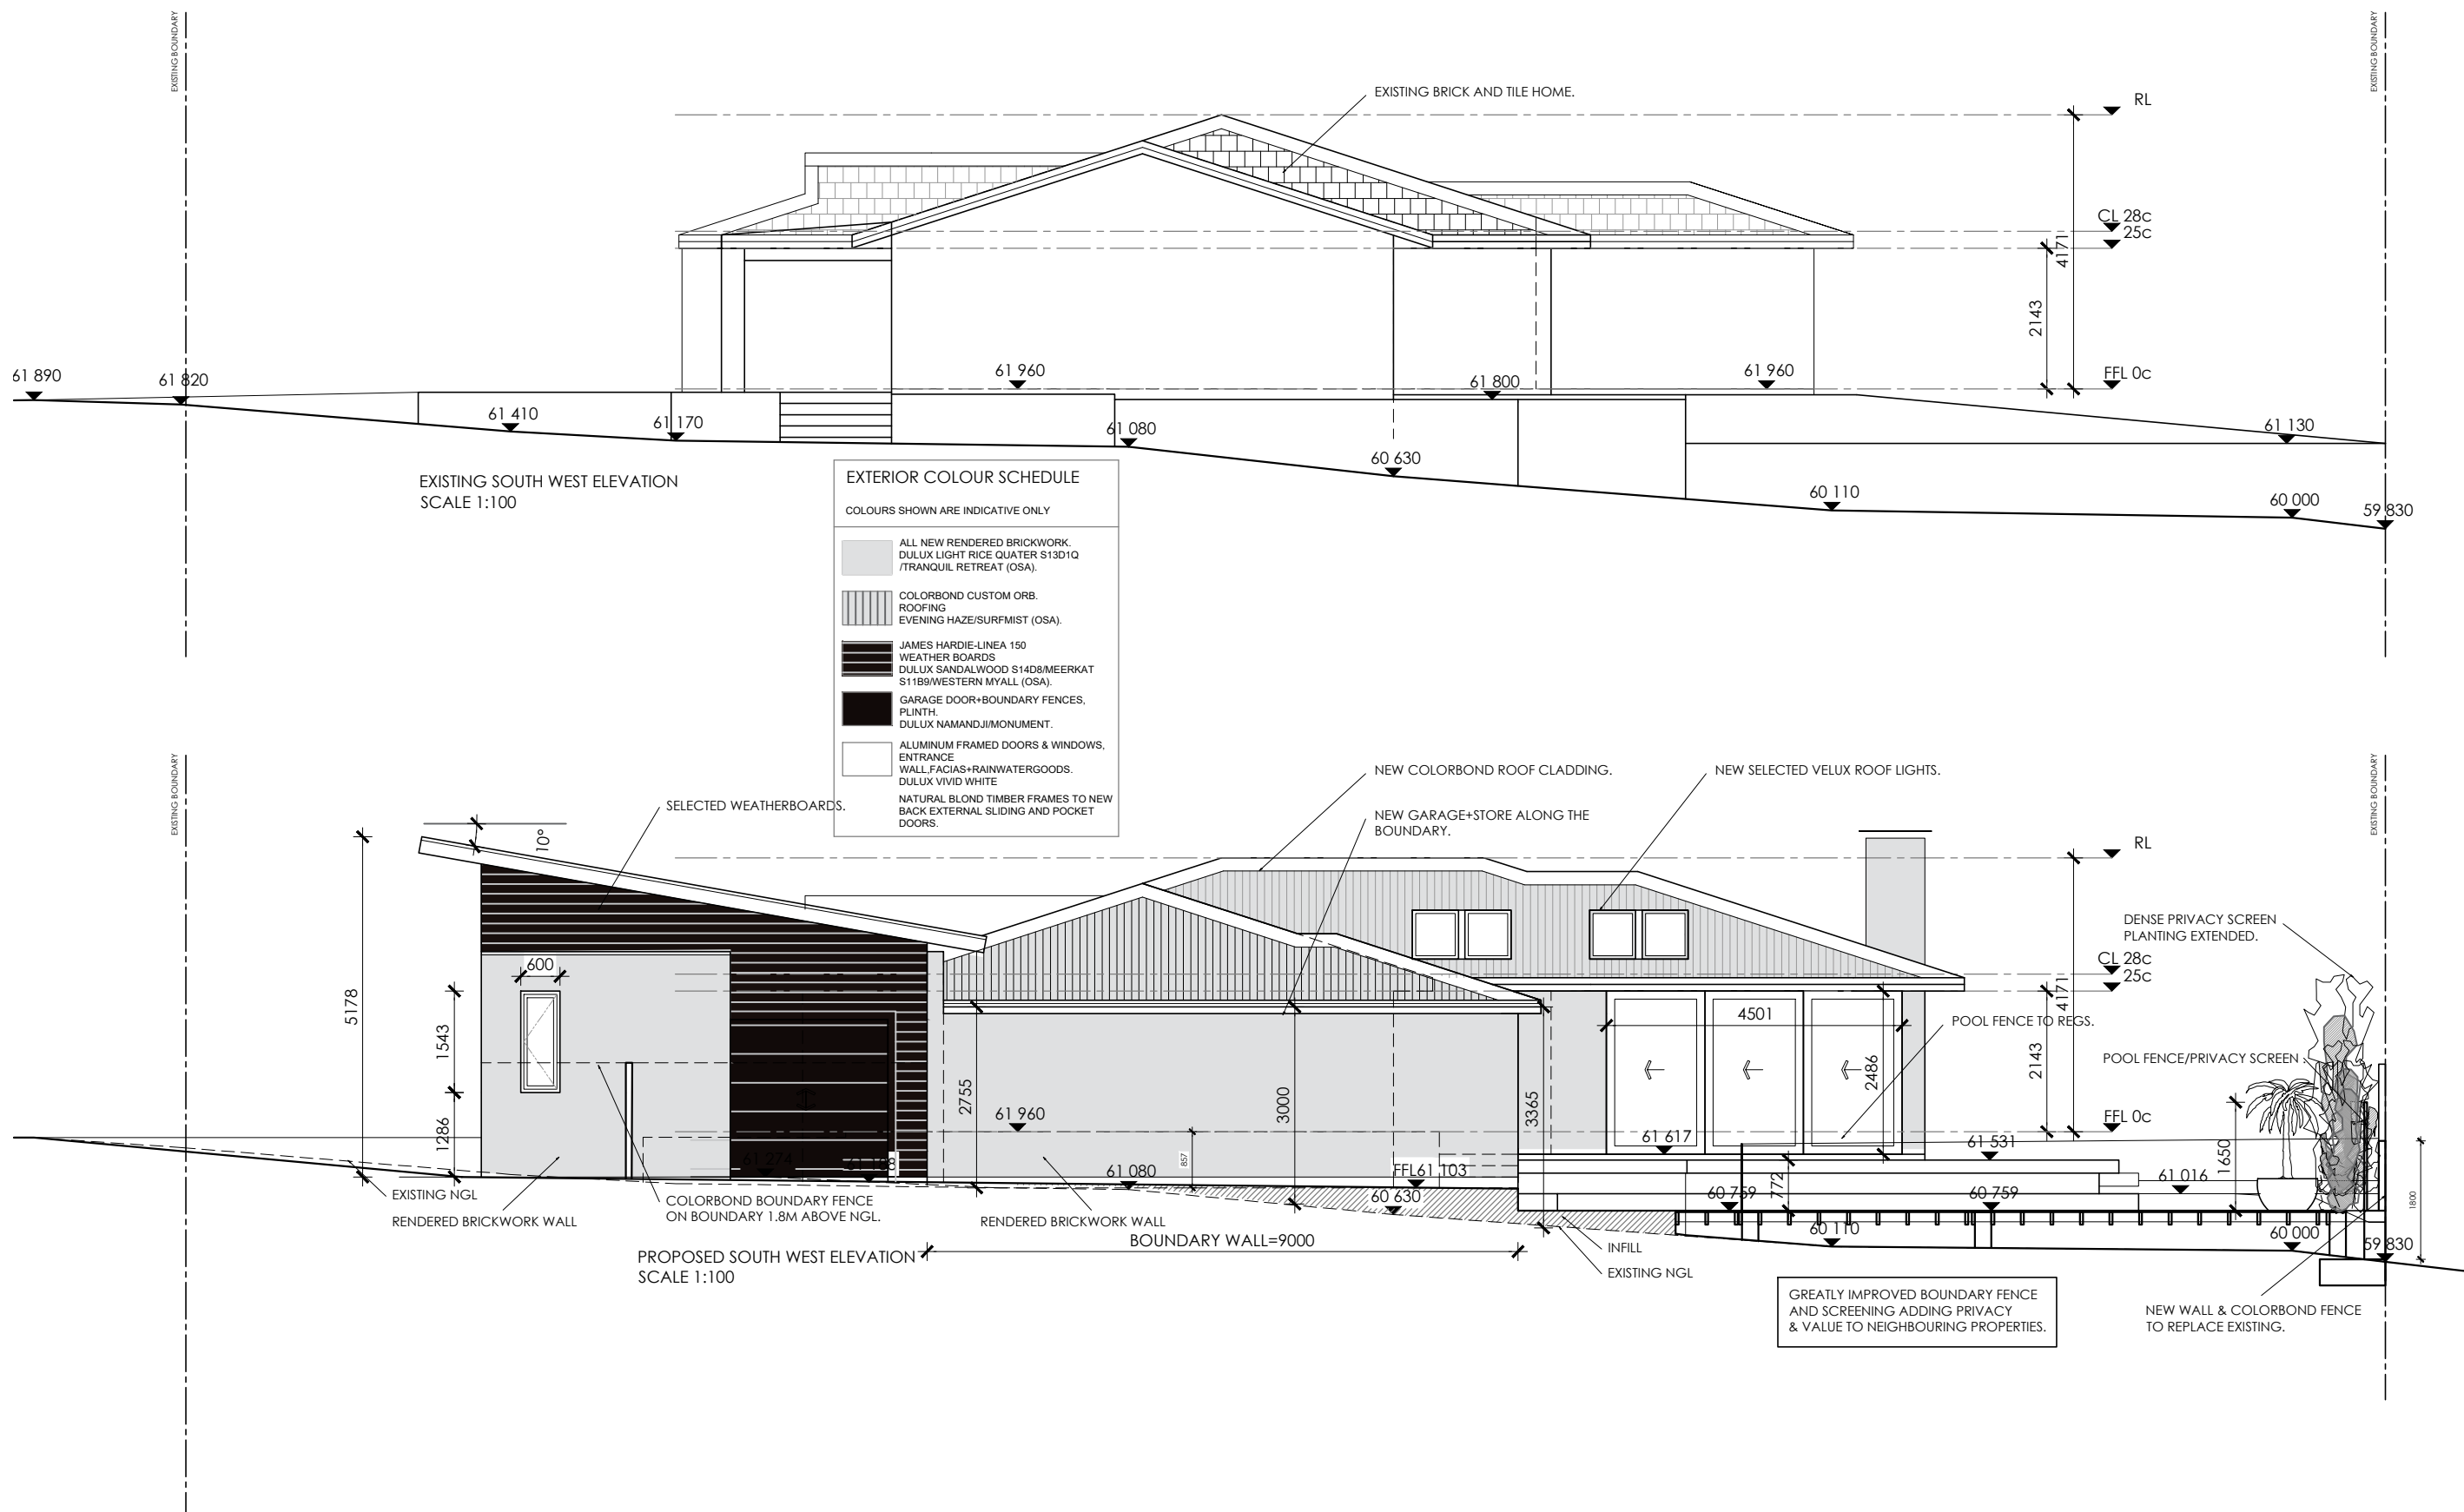 EXISTING BOUNDARY
EXISTING BOUNDARY
EXISTING BRICK AND TILE HOME.
RL
CL 28c
25c
4171
2143
61 890
61 820
61 960
61 800
61 960
FFL 0c
61 410
61 170
61 080
61 130
60 630
60 110
60 000
59 830
EXISTING SOUTH WEST ELEVATION
SCALE 1:100
EXTERIOR COLOUR SCHEDULE
COLOURS SHOWN ARE INDICATIVE ONLY
ALL NEW RENDERED BRICKWORK.
DULUX LIGHT RICE QUATER S13D1Q
/TRANQUIL RETREAT (OSA).
COLORBOND CUSTOM ORB.
ROOFING
EVENING HAZE/SURFMIST (OSA).
JAMES HARDIE-LINEA 150
WEATHER BOARDS
DULUX SANDALWOOD S14D8/MEERKAT
S11B9/WESTERN MYALL (OSA).
GARAGE DOOR+BOUNDARY FENCES,
PLINTH.
DULUX NAMANDJI/MONUMENT.
ALUMINUM FRAMED DOORS & WINDOWS,
ENTRANCE
WALL,FACIAS+RAINWATERGOODS.
DULUX VIVID WHITE
NATURAL BLOND TIMBER FRAMES TO NEW
BACK EXTERNAL SLIDING AND POCKET
DOORS.
EXISTING BOUNDARY
EXISTING BOUNDARY
SELECTED WEATHERBOARDS.
NEW COLORBOND ROOF CLADDING.
NEW SELECTED VELUX ROOF LIGHTS.
NEW GARAGE+STORE ALONG THE
BOUNDARY.
10°
RL
DENSE PRIVACY SCREEN
PLANTING EXTENDED.
CL 28c
25c
600
5178
1543
1286
4501
4171
POOL FENCE TO REGS.
2143
2486
POOL FENCE/PRIVACY SCREEN
2755
3000
3365
61 960
FFL 0c
857
61 617
61 531
1650
61 274
61 080
FFL61 103
60 630
60 759
772
60 759
61 016
1800
60 110
60 000
59 830
EXISTING NGL
RENDERED BRICKWORK WALL
COLORBOND BOUNDARY FENCE
ON BOUNDARY 1.8M ABOVE NGL.
RENDERED BRICKWORK WALL
BOUNDARY WALL=9000
INFILL
EXISTING NGL
PROPOSED SOUTH WEST ELEVATION
SCALE 1:100
GREATLY IMPROVED BOUNDARY FENCE
AND SCREENING ADDING PRIVACY
& VALUE TO NEIGHBOURING PROPERTIES.
NEW WALL & COLORBOND FENCE
TO REPLACE EXISTING.